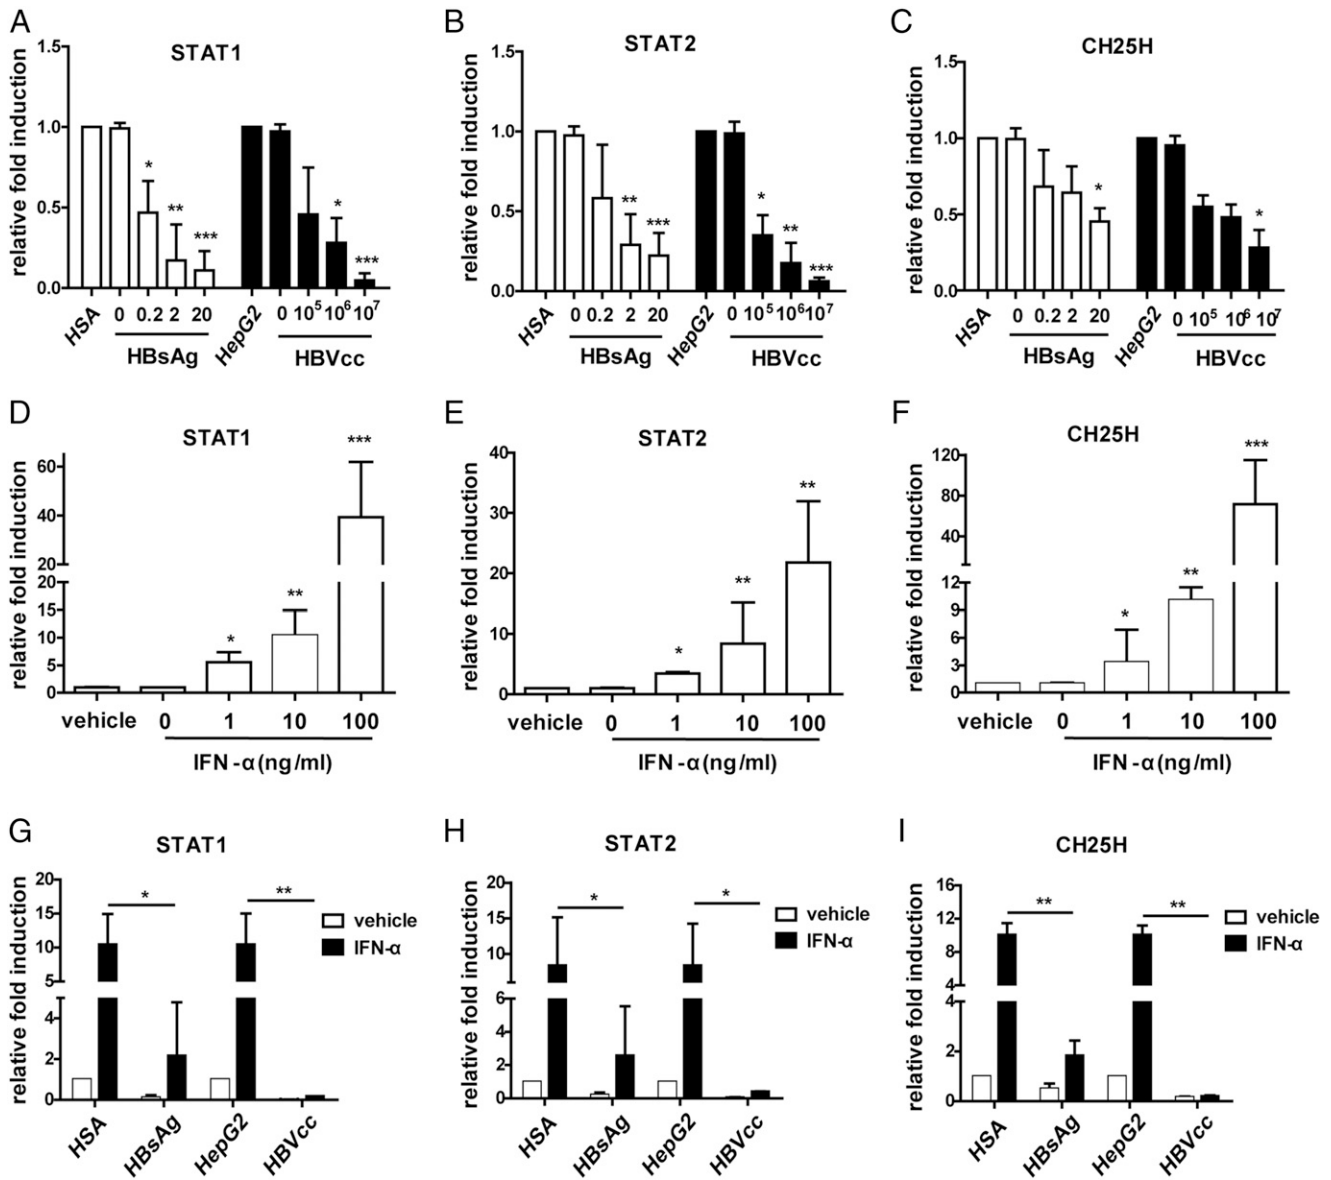 A
STAT1
relative fold induction
1.5
1.0
0.5
0.0
* ** *** * ***
HSA 0 0.2 2 20 HepG2 0 10⁵ 10⁶ 10⁷
HBsAg HBVcc
B
STAT2
relative fold induction
1.5
1.0
0.5
0.0
** *** * ** ***
HSA 0 0.2 2 20 HepG2 0 10⁵ 10⁶ 10⁷
HBsAg HBVcc
C
CH25H
relative fold induction
1.5
1.0
0.5
0.0
* *
HSA 0 0.2 2 20 HepG2 0 10⁵ 10⁶ 10⁷
HBsAg HBVcc
D
STAT1
relative fold induction
60
40
20
20
15
10
5
0
* ** ***
vehicle 0 1 10 100
IFN -α(ng/ml)
E
STAT2
relative fold induction
40
30
20
10
0
* ** **
vehicle 0 1 10 100
IFN -α(ng/ml)
F
CH25H
relative fold induction
120
80
40
12
9
6
3
0
* ** ***
vehicle 0 1 10 100
IFN -α(ng/ml)
G
STAT1
relative fold induction
20
15
10
5
4
2
0
* **
vehicle
IFN-α
HSA HBsAg HepG2 HBVcc
H
STAT2
relative fold induction
20
15
10
6
4
2
0
* *
vehicle
IFN-α
HSA HBsAg HepG2 HBVcc
I
CH25H
relative fold induction
16
12
8
4
4
2
0
** **
vehicle
IFN-α
HSA HBsAg HepG2 HBVcc